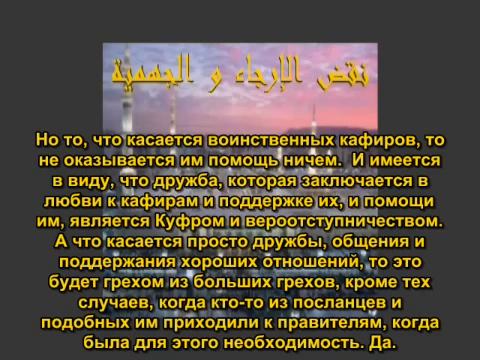 نقض الإرجاء و الجهمية
Но то, что касается воинственных кафиров, то
не оказывается им помощь ничем. И имеется
в виду, что дружба, которая заключается в
любви к кафирам и поддержке их, и помощи
им, является Куфром и вероотступничеством.
А что касается просто дружбы, общения и
поддержания хороших отношений, то это
будет грехом из больших грехов, кроме тех
случаев, когда кто-то из посланцев и
подобных им приходили к правителям, когда
была для этого необходимость. Да.